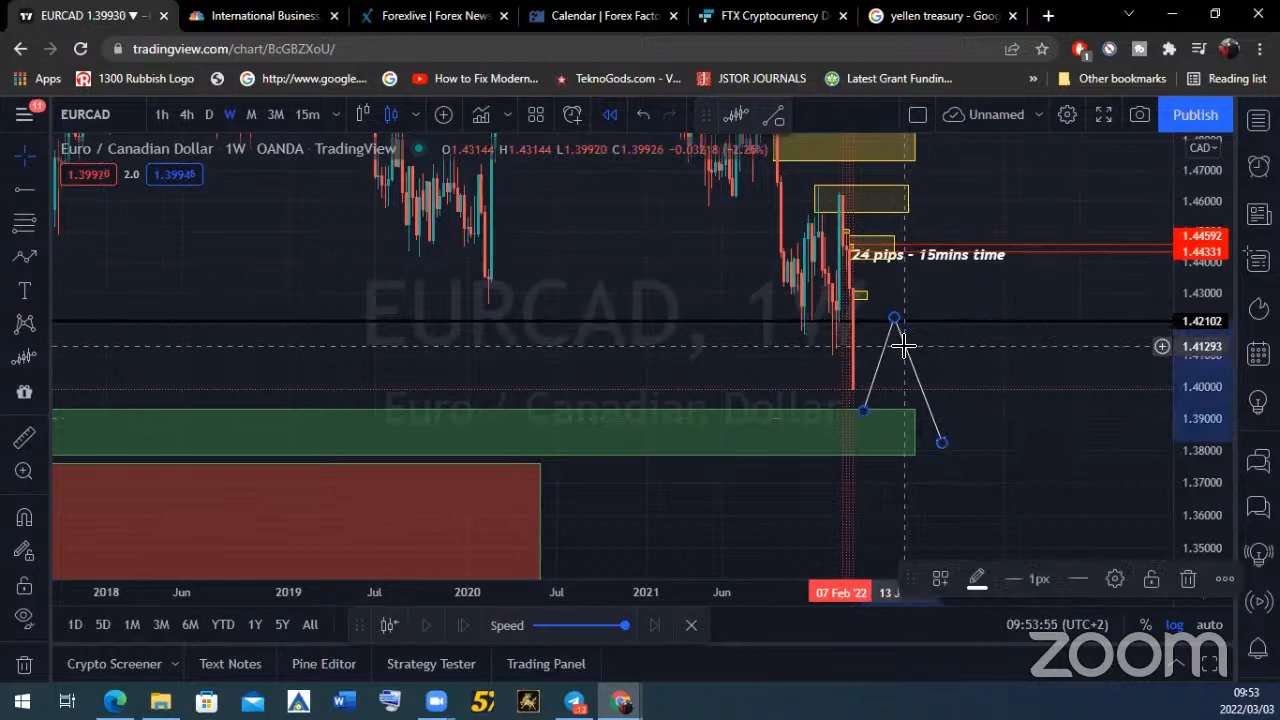 EURCAD 1.39930 ▼
International Business,
Forexlive | Forex News
Calendar | Forex Facto
FTX Cryptocurrency D
yellen treasury - Goog
tradingview.com/chart/BcGBZXoU/
Apps
1300 Rubbish Logo
http://www.google....
How to Fix Modern...
TeknoGods.com - V...
JSTOR JOURNALS
Latest Grant Fundin...
»
Other bookmarks
Reading list
11
EURCAD
1h 4h D W M 3M 15m
Unnamed
Publish
Euro / Canadian Dollar · 1W · OANDA · TradingView
O1.43144 H1.43144 L1.39920 C1.39926 -0.03218 (-2.25%)
CAD
1.39920
2.0
1.39946
1.47000
1.46000
1.44592
1.44331
1.44000
24 pips - 15mins time
1.43000
EURCAD, 1W
1.42102
1.41293
1.40000
Euro / Canadian Dollar
1.39000
1.38000
1.37000
1.36000
1.35000
1px
2018 Jun 2019 Jul 2020 Jul 2021 Jun 07 Feb '22
1D 5D 1M 3M 6M YTD 1Y 5Y All
Speed
09:53:55 (UTC+2)
% log auto
zoom
Crypto Screener
Text Notes
Pine Editor
Strategy Tester
Trading Panel
09:53
2022/03/03